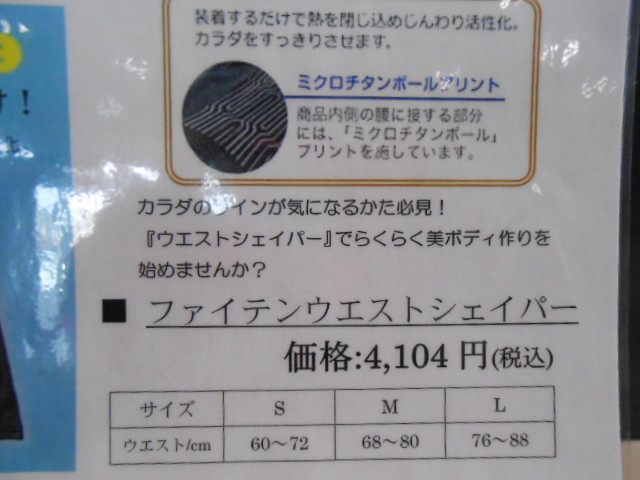 装着するだけで熱を閉じ込めじんわり活性化。
カラダをすっきりさせます。
ミクロチタンボールプリント
商品内側の腰に接する部分
には、「ミクロチタンボール」
プリントを施しています。
カラダのラインが気になるかた必見！
『ウエストシェイパー』でらくらく美ボディ作りを
始めませんか？
■ ファイテンウエストシェイパー
価格:4,104 円(税込)
サイズ S M L
ウエスト/cm 60～72 68～80 76～88